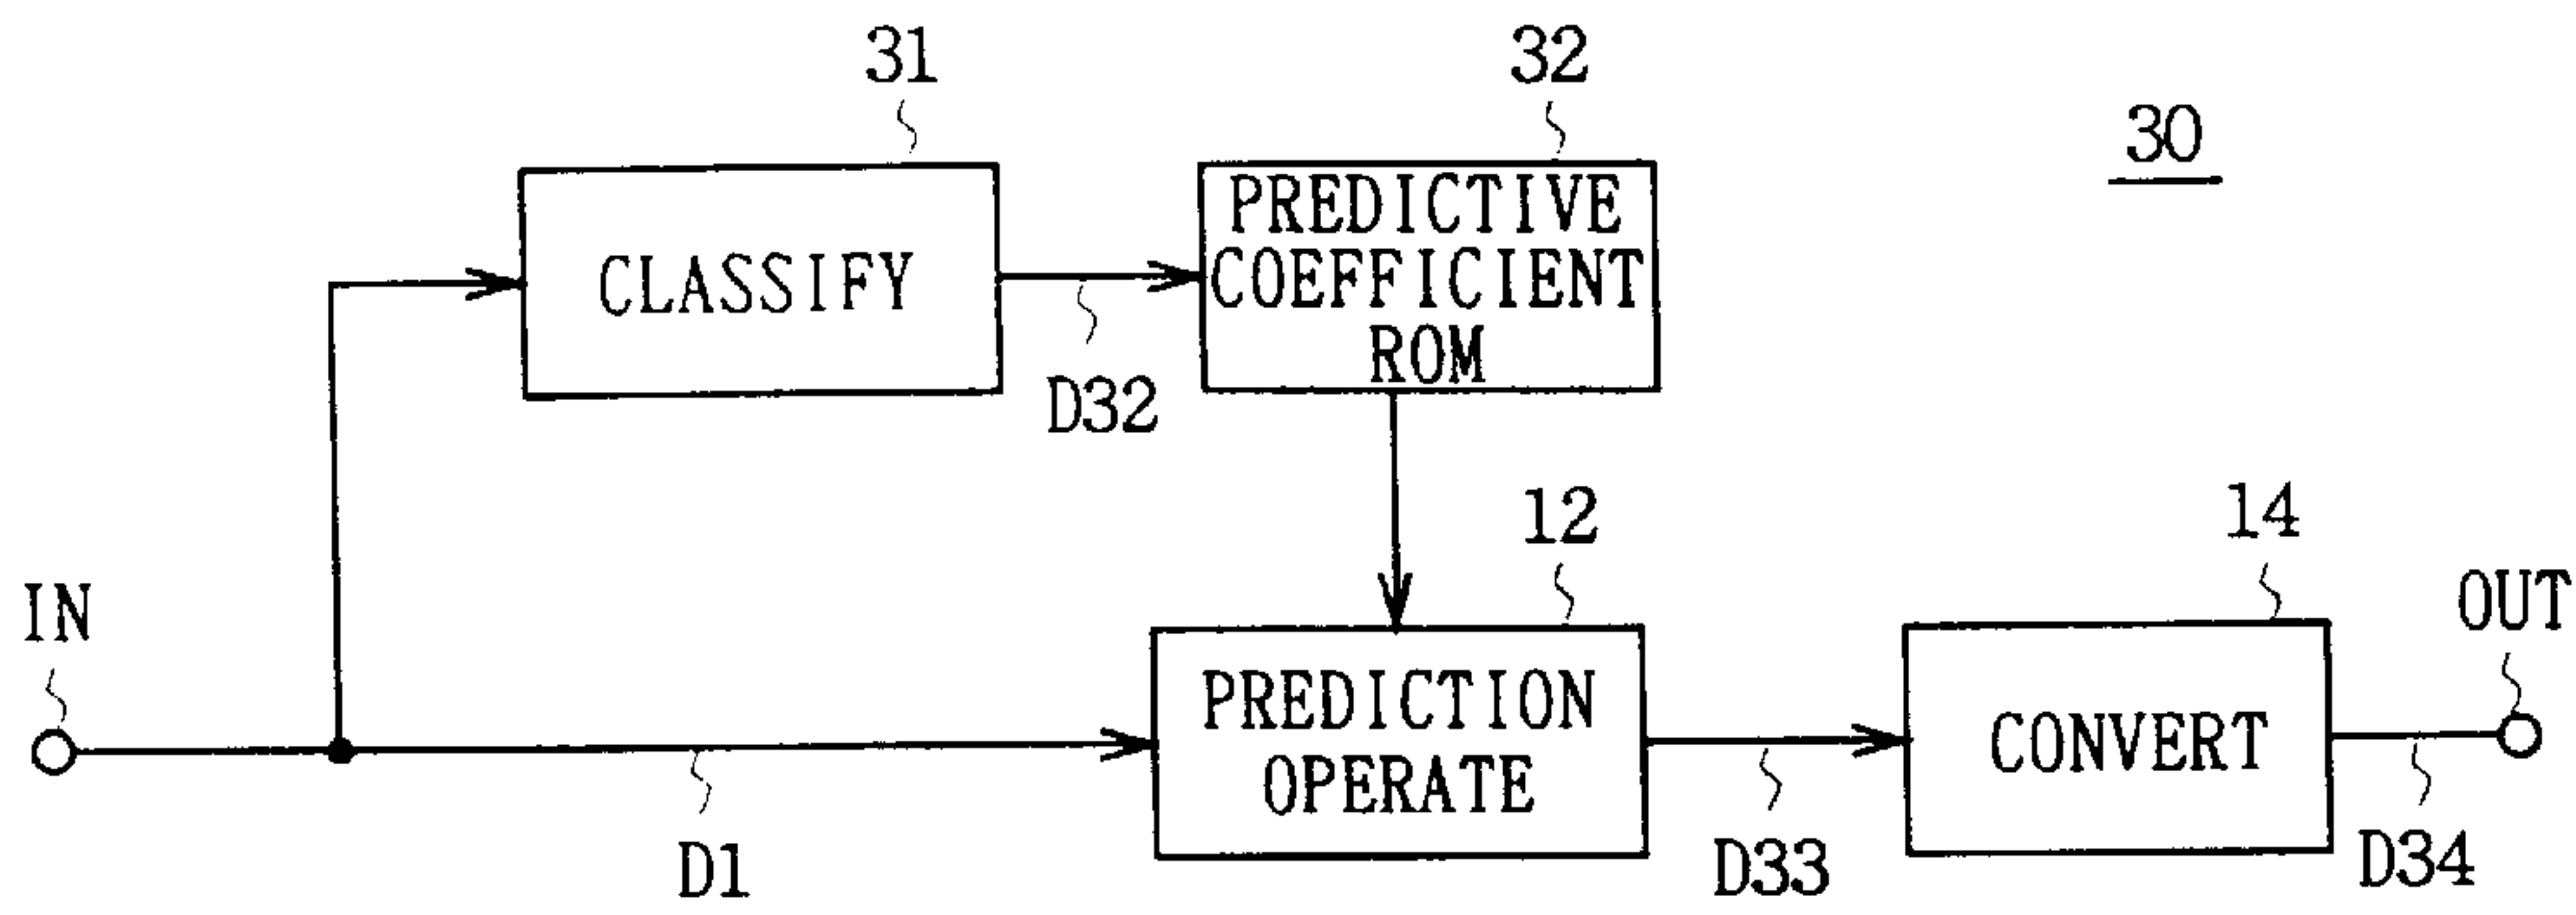 31
32
30
CLASSIFY
PREDICTIVE
COEFFICIENT
ROM
D32
12
14
IN
OUT
PREDICTION
OPERATE
CONVERT
D1
D33
D34